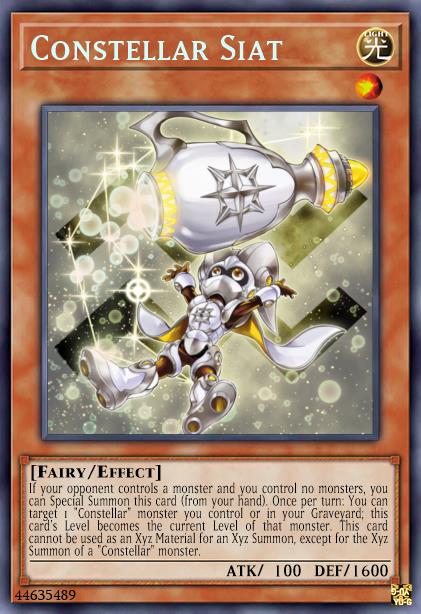 Constellar Siat
LIGHT
光
[Fairy/Effect]
If your opponent controls a monster and you control no monsters, you
can Special Summon this card (from your hand). Once per turn: You can
target 1 "Constellar" monster you control or in your Graveyard; this
card's Level becomes the current Level of that monster. This card
cannot be used as an Xyz Material for an Xyz Summon, except for the Xyz
Summon of a "Constellar" monster.
ATK/ 100 DEF/1600
44635489